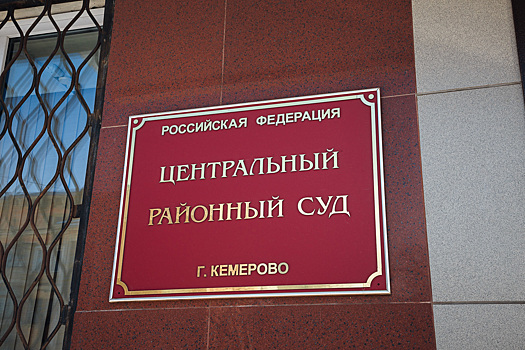 РОССИЙСКАЯ ФЕДЕРАЦИЯ
ЦЕНТРАЛЬНЫЙ
РАЙОННЫЙ СУД
Г. КЕМЕРОВО